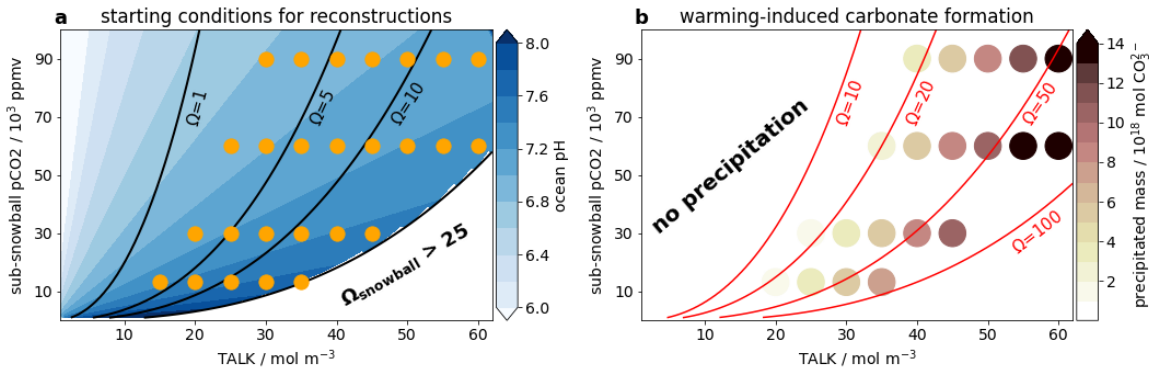 a starting conditions for reconstructions
sub-snowball pCO2 / 10³ ppmv
90
70
50
30
10
10 20 30 40 50 60
TALK / mol m⁻³
Ω=1
Ω=5
Ω=10
Ωsnowball > 25
8.0
7.6
7.2
6.8
6.4
6.0
ocean pH
b warming-induced carbonate formation
sub-snowball pCO2 / 10³ ppmv
90
70
50
30
10
10 20 30 40 50 60
TALK / mol m⁻³
no precipitation
Ω=10
Ω=20
Ω=50
Ω=100
14
12
10
8
6
4
2
precipitated mass / 10¹⁸ mol CO₃²⁻